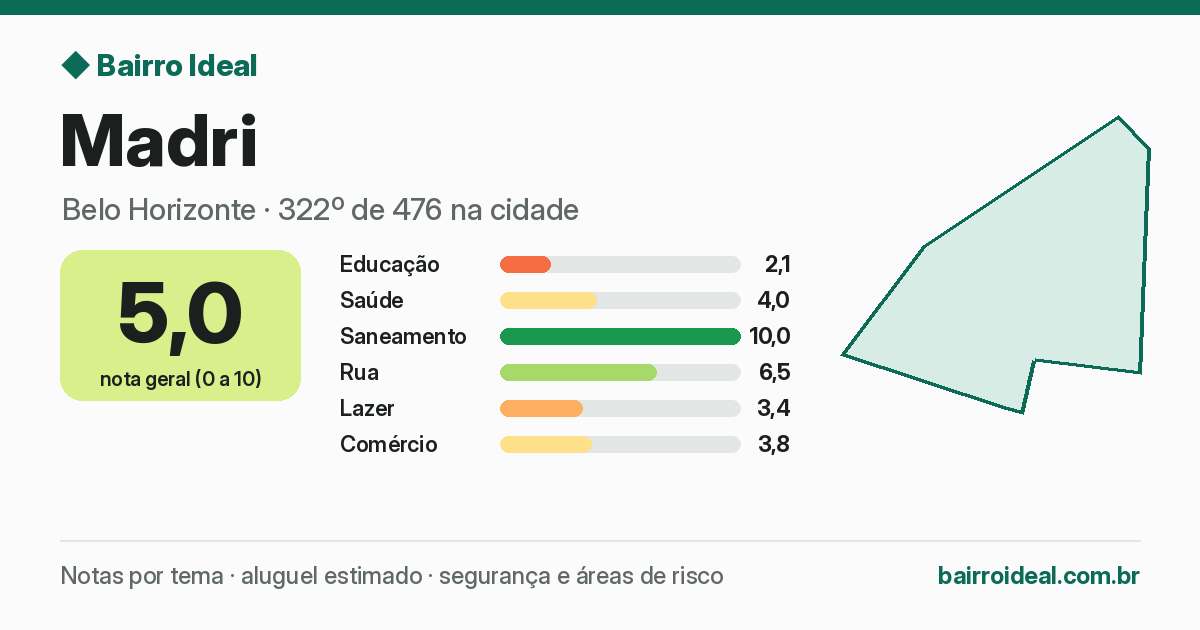 Bairro Ideal
Madri
Belo Horizonte · 322º de 476 na cidade
5,0
nota geral (0 a 10)
Educação 2,1
Saúde 4,0
Saneamento 10,0
Rua 6,5
Lazer 3,4
Comércio 3,8
Notas por tema · aluguel estimado · segurança e áreas de risco
bairroideal.com.br